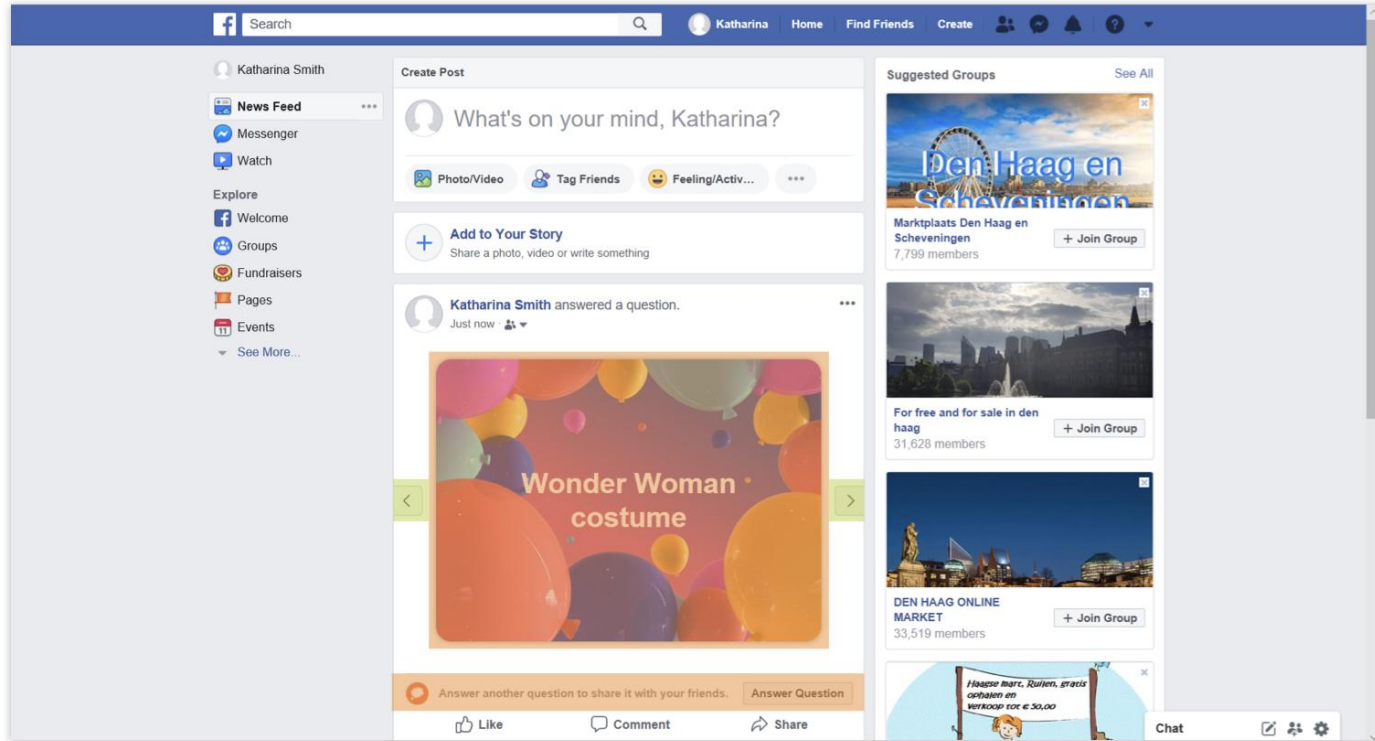 Search
Katharina
Home
Find Friends
Create
Katharina Smith
News Feed
Messenger
Watch
Explore
Welcome
Groups
Fundraisers
Pages
11
Events
See More...
Create Post
What's on your mind, Katharina?
Photo/Video
Tag Friends
Feeling/Activ...
Add to Your Story
Share a photo, video or write something
Katharina Smith answered a question.
Just now ·
Wonder Woman
costume
Answer another question to share it with your friends.
Answer Question
Like
Comment
Share
Suggested Groups
See All
Den Haag en
Scheveningen
Marktplaats Den Haag en
Scheveningen
7,799 members
+ Join Group
For free and for sale in den
haag
31,628 members
+ Join Group
DEN HAAG ONLINE
MARKET
33,519 members
+ Join Group
Haagse mart, Ruilen, gratis
ophalen en
verkoop tot € 50,00
Chat